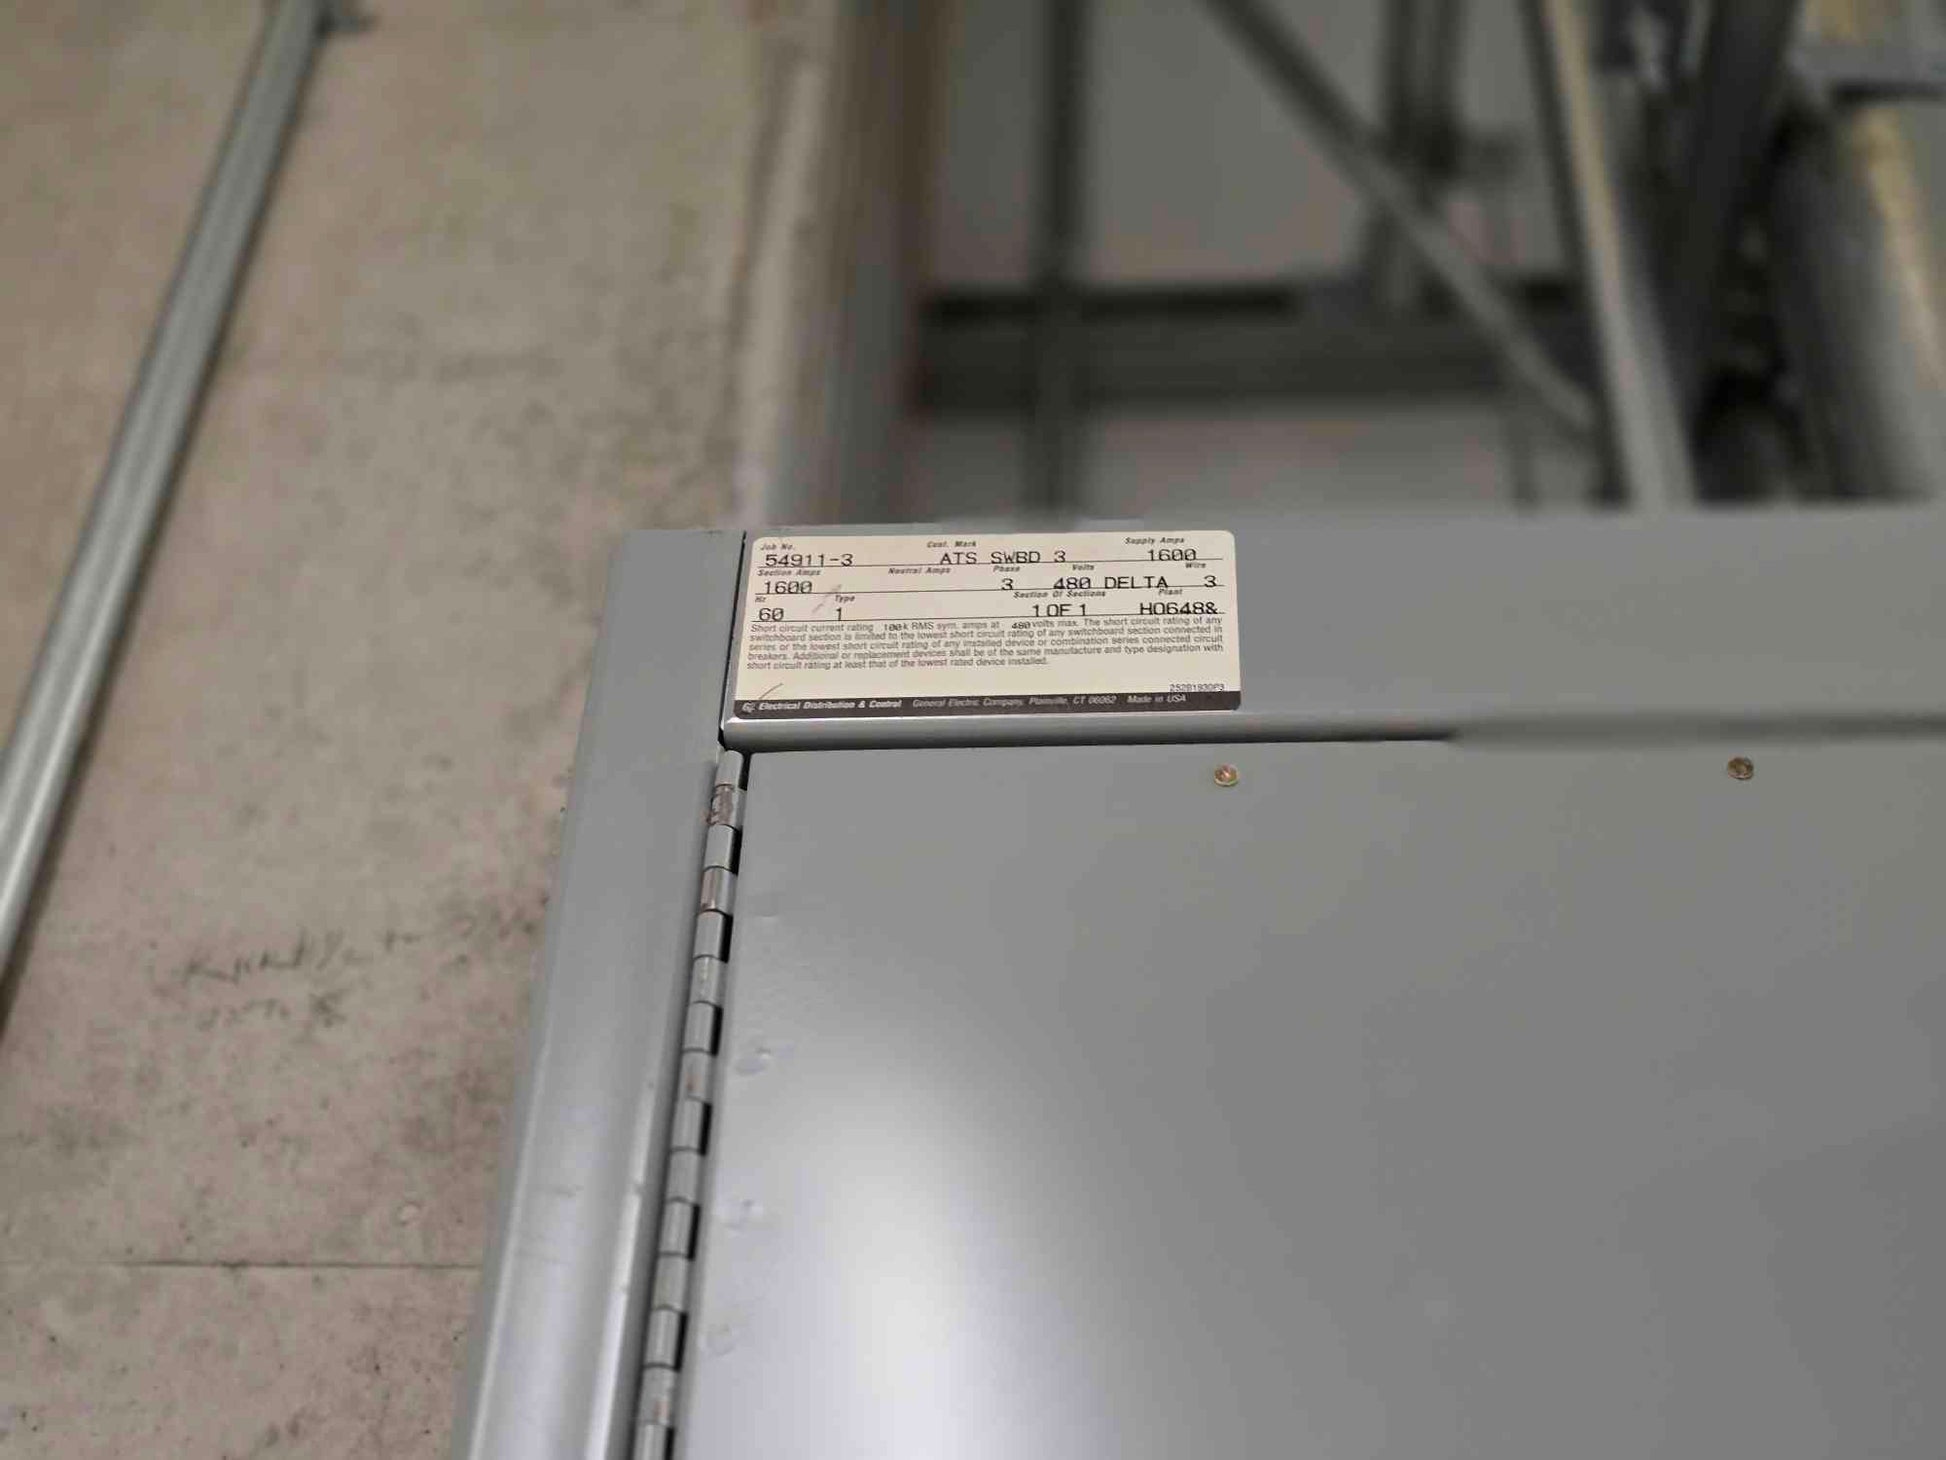 Job No. Cust. Mark Supply Amps
54911-3 ATS SWBD 3 1600
Section Amps Neutral Amps Phase Volts Wire
1600 3 480 DELTA 3
Hz Type Section Of Sections Plant
60 1 1 OF 1 HO648&
Short circuit current rating 100k RMS sym. amps at 480 volts max. The short circuit rating of any
switchboard section is limited to the lowest short circuit rating of any switchboard section connected in
series or the lowest short circuit rating of any installed device or combination series connected circuit
breakers. Additional or replacement devices shall be of the same manufacture and type designation with
short circuit rating at least that of the lowest rated device installed.
252B1930P3
GE Electrical Distribution & Control General Electric Company, Plainville, CT 06062 Made in USA